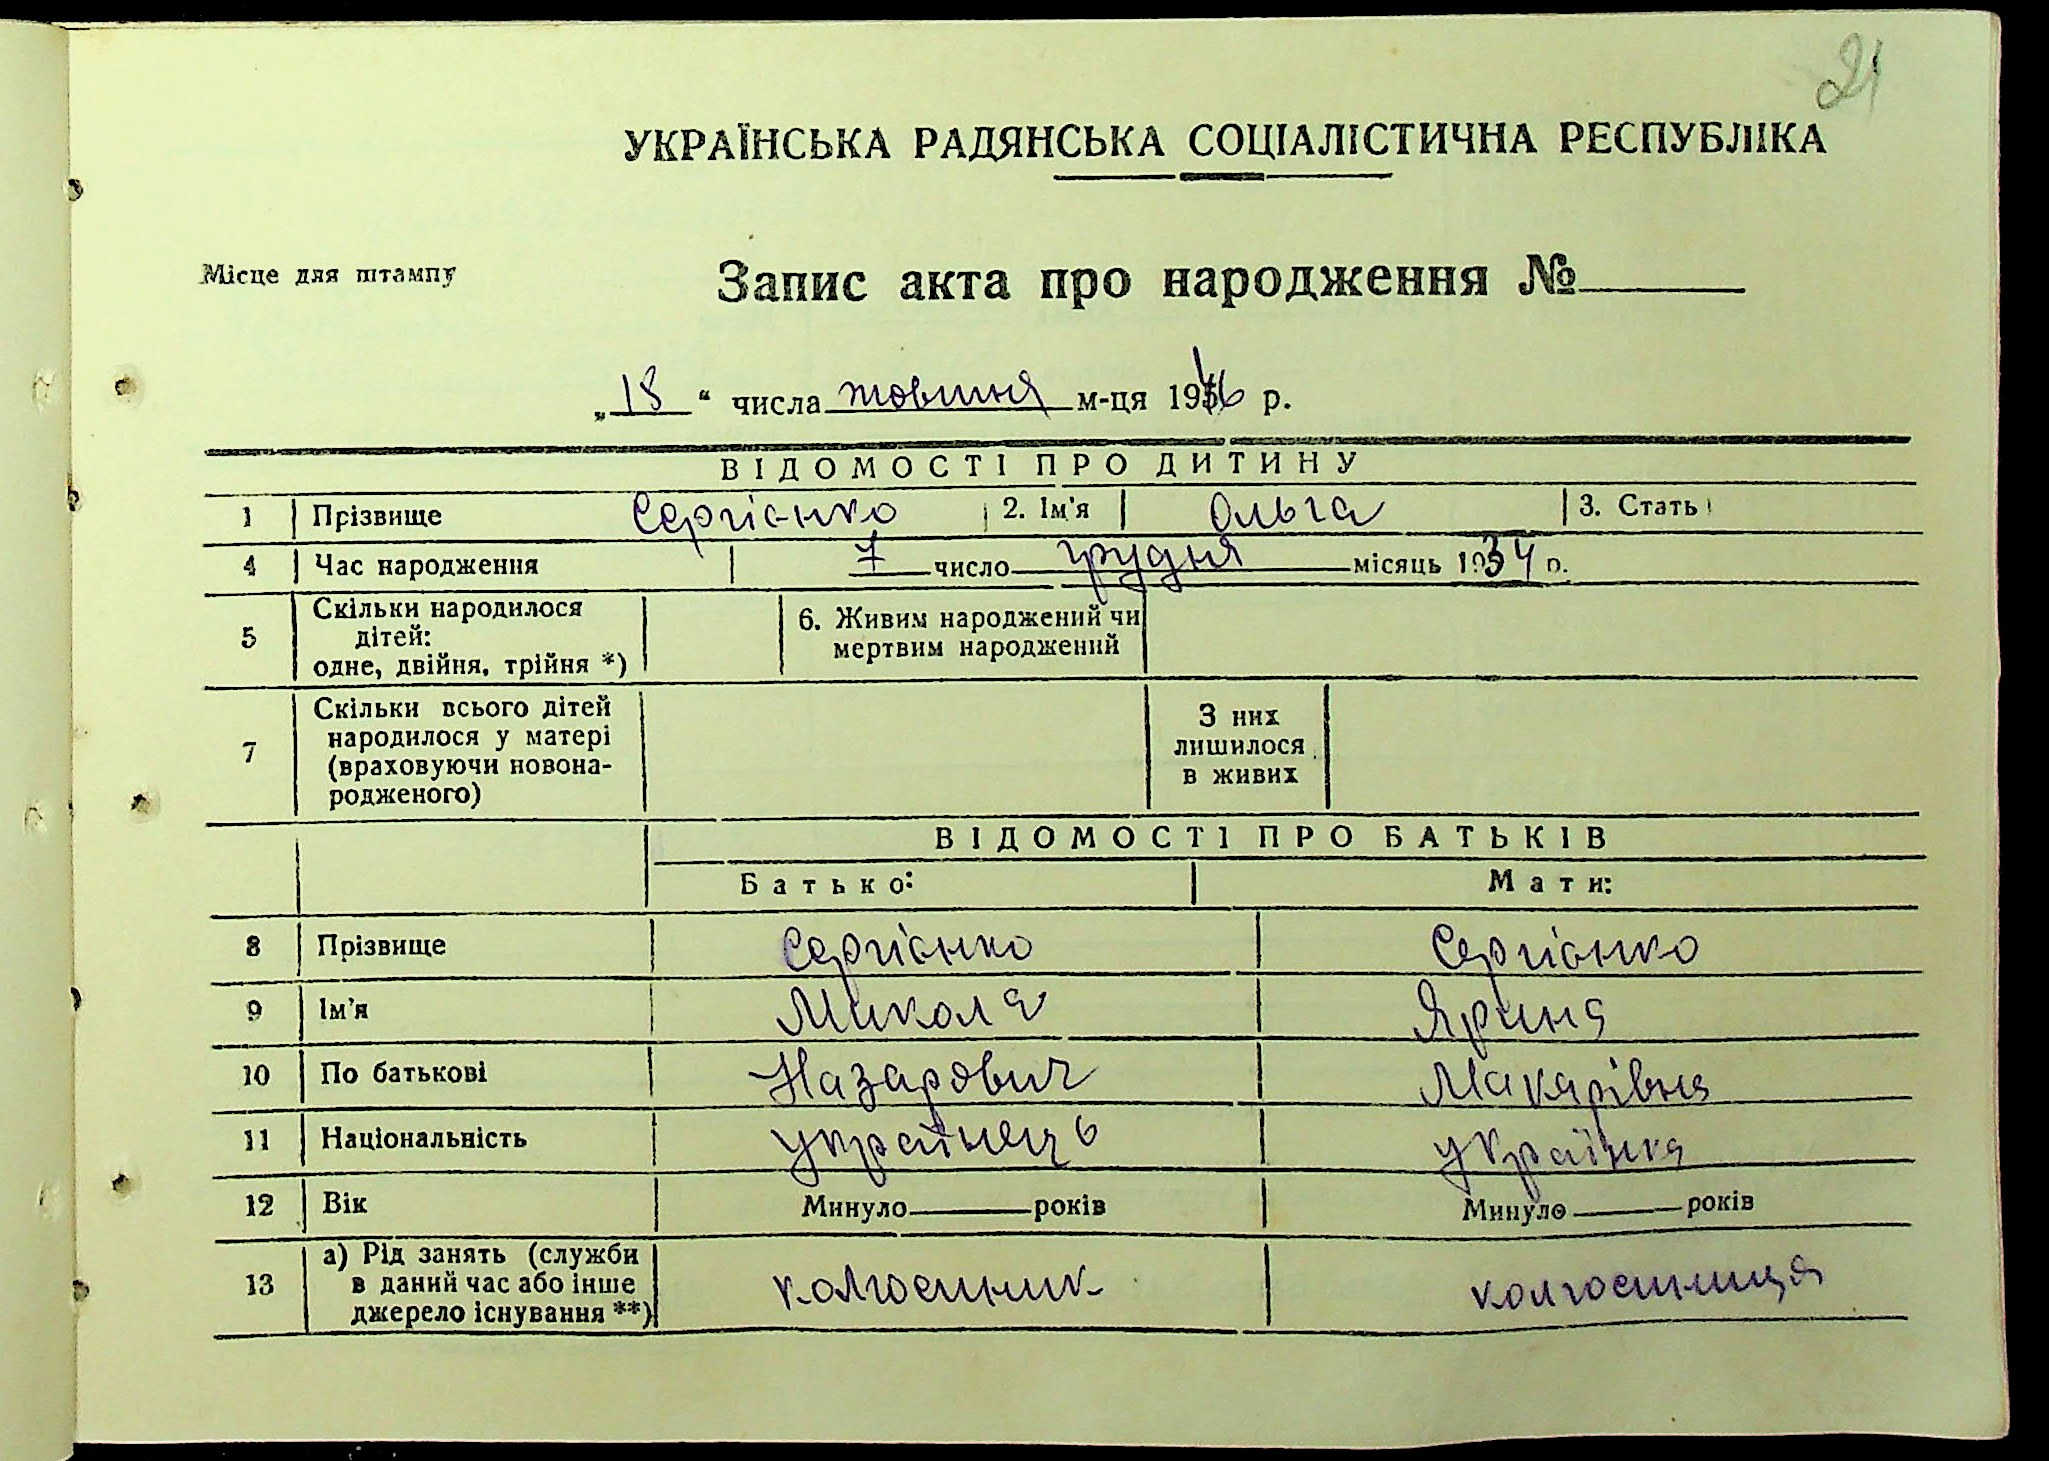 21
УКРАЇНСЬКА РАДЯНСЬКА СОЦІАЛІСТИЧНА РЕСПУБЛІКА
Місце для штампу
Запис акта про народження №
„ 18 “ числа жовтня м-ця 1946 р.
ВІДОМОСТІ ПРО ДИТИНУ
1 Прізвище Сергієнко 2. Ім'я Ольга 3. Стать
4 Час народження 7 число грудня місяць 1934 р.
5 Скільки народилося дітей: одне, двійня, трійня *) 6. Живим народжений чи мертвим народжений
7 Скільки всього дітей народилося у матері (враховуючи новона-родженого) З них лишилося в живих
ВІДОМОСТІ ПРО БАТЬКІВ
Батько: Мати:
8 Прізвище Сергієнко Сергієнко
9 Ім'я Микола Ярина
10 По батькові Назарович Макарівна
11 Національність українець українка
12 Вік Минуло років Минуло років
13 а) Рід занять (служби в даний час або інше джерело існування **) колгоспник колгоспниця